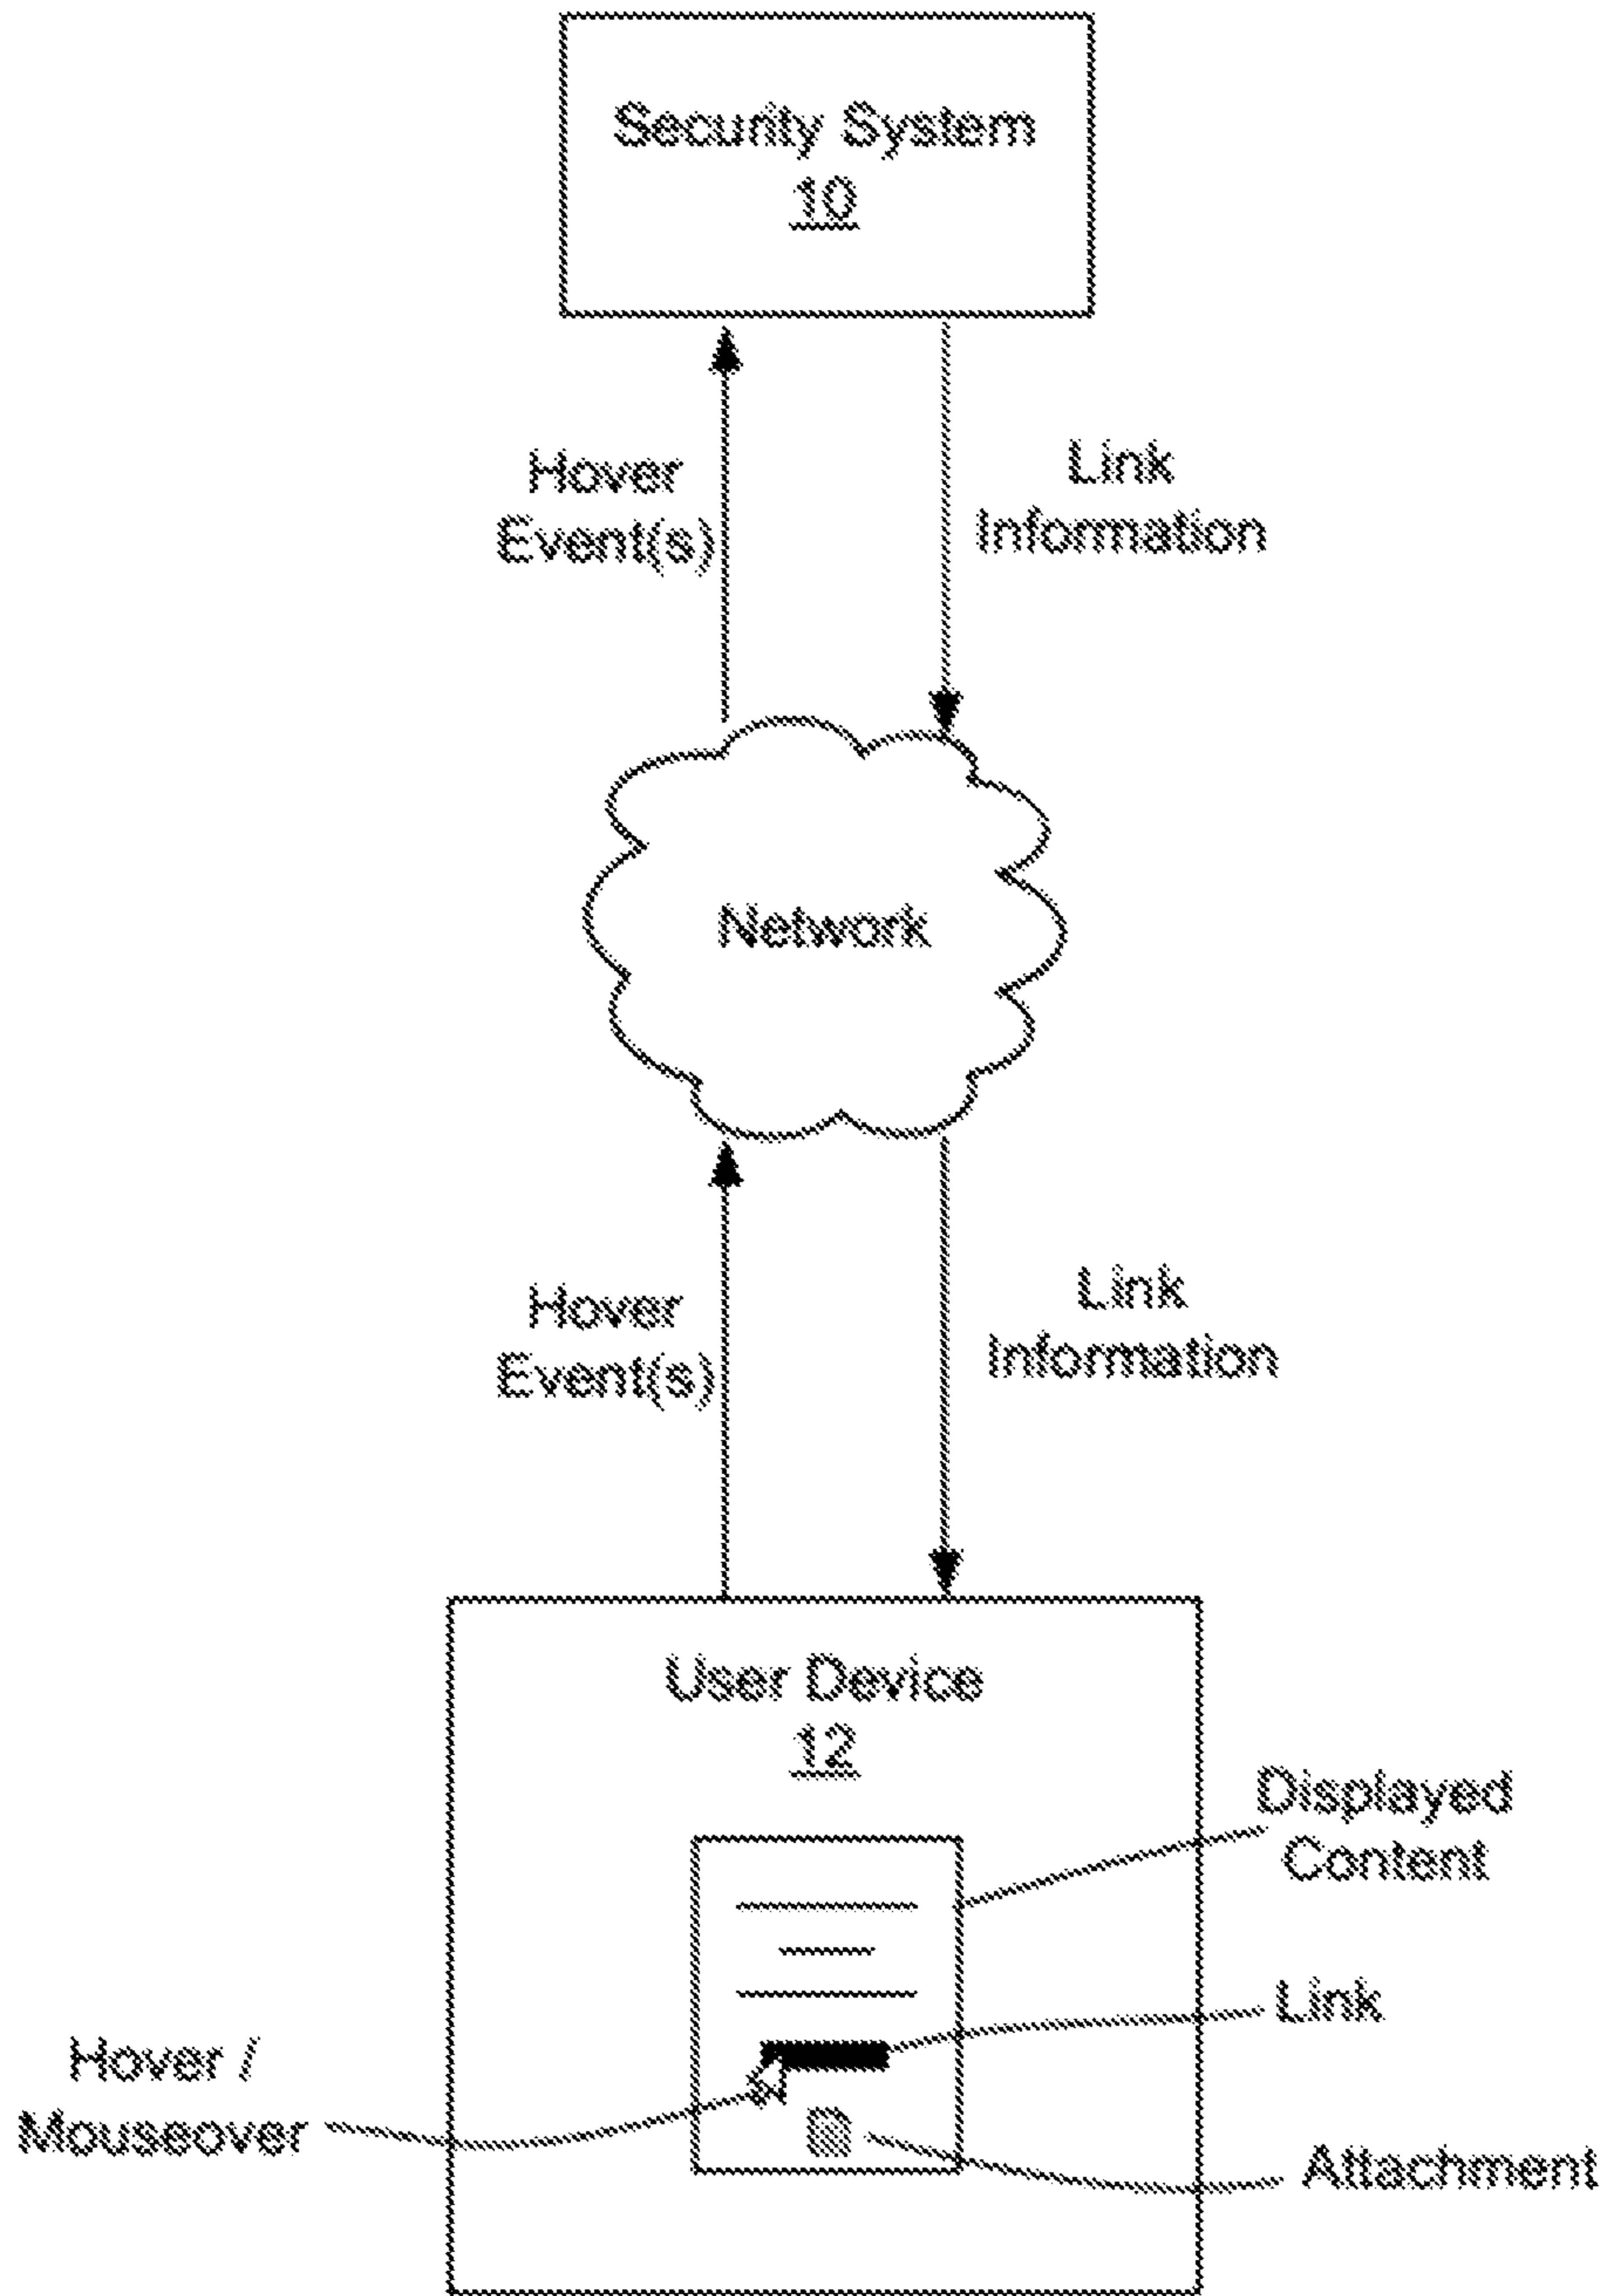 Security System
10
Hover
Event(s)
Link
Information
Network
Hover
Event(s)
Link
Information
User Device
12
Displayed
Content
Link
Hover /
Mouseover
Attachment